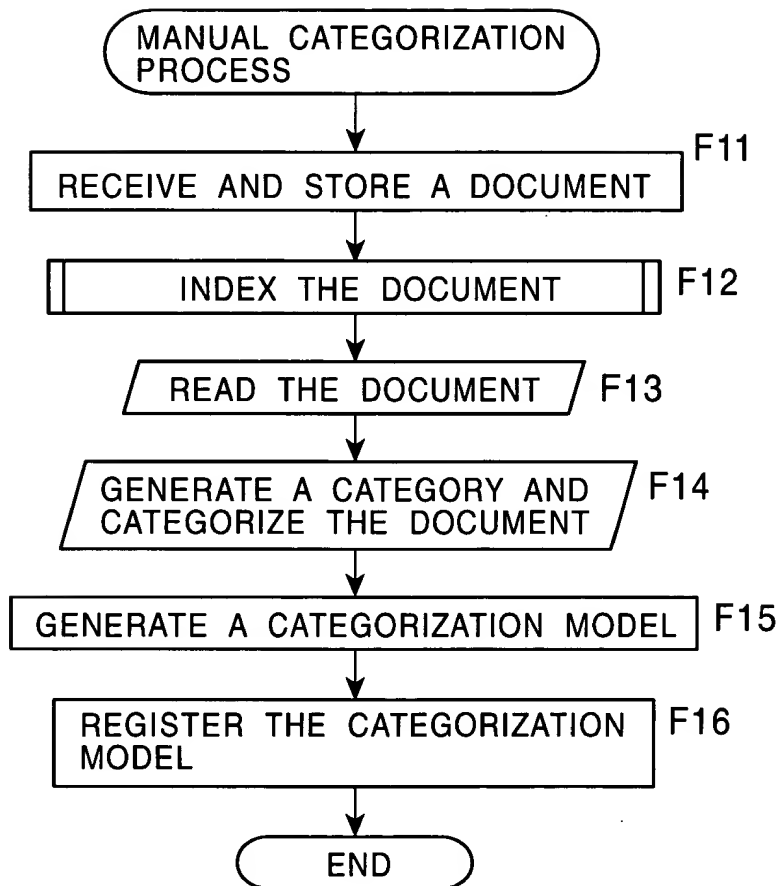 MANUAL CATEGORIZATION
PROCESS
F11
RECEIVE AND STORE A DOCUMENT
INDEX THE DOCUMENT F12
READ THE DOCUMENT F13
GENERATE A CATEGORY AND F14
CATEGORIZE THE DOCUMENT
GENERATE A CATEGORIZATION MODEL F15
REGISTER THE CATEGORIZATION F16
MODEL
END